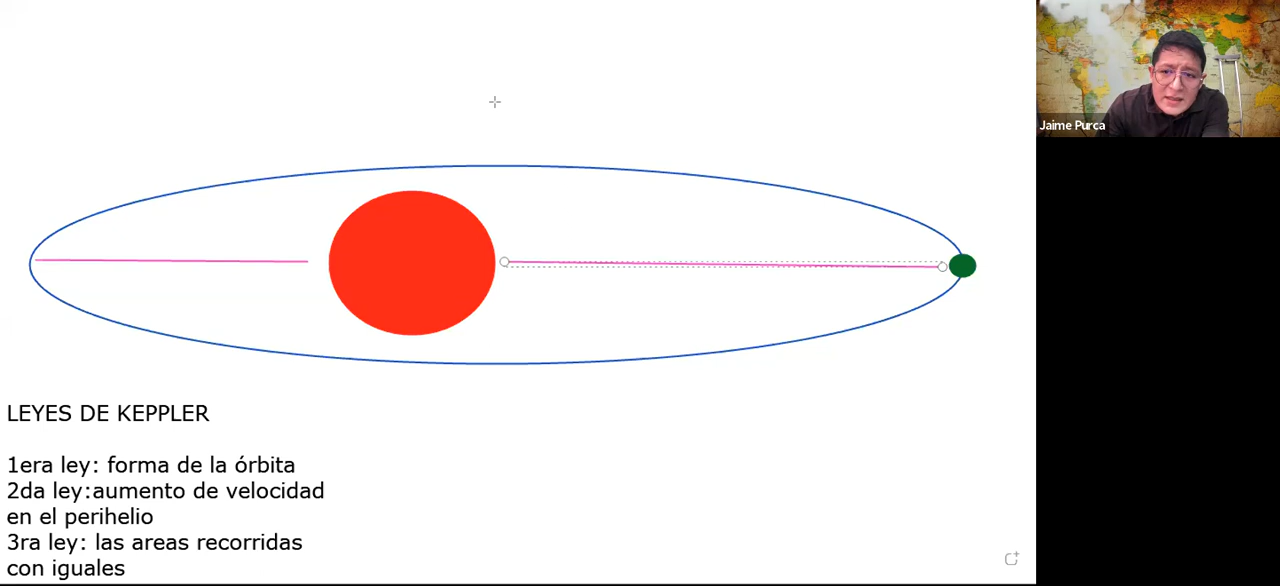 Jaime Purca
LEYES DE KEPPLER
1era ley: forma de la órbita
2da ley:aumento de velocidad
en el perihelio
3ra ley: las areas recorridas
con iguales